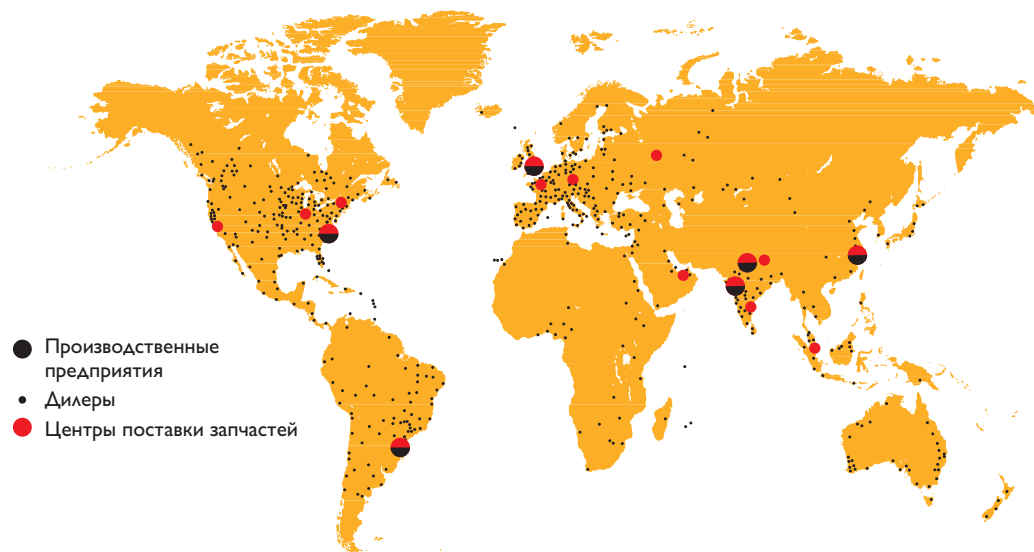 Производственные
предприятия
Дилеры
Центры поставки запчастей